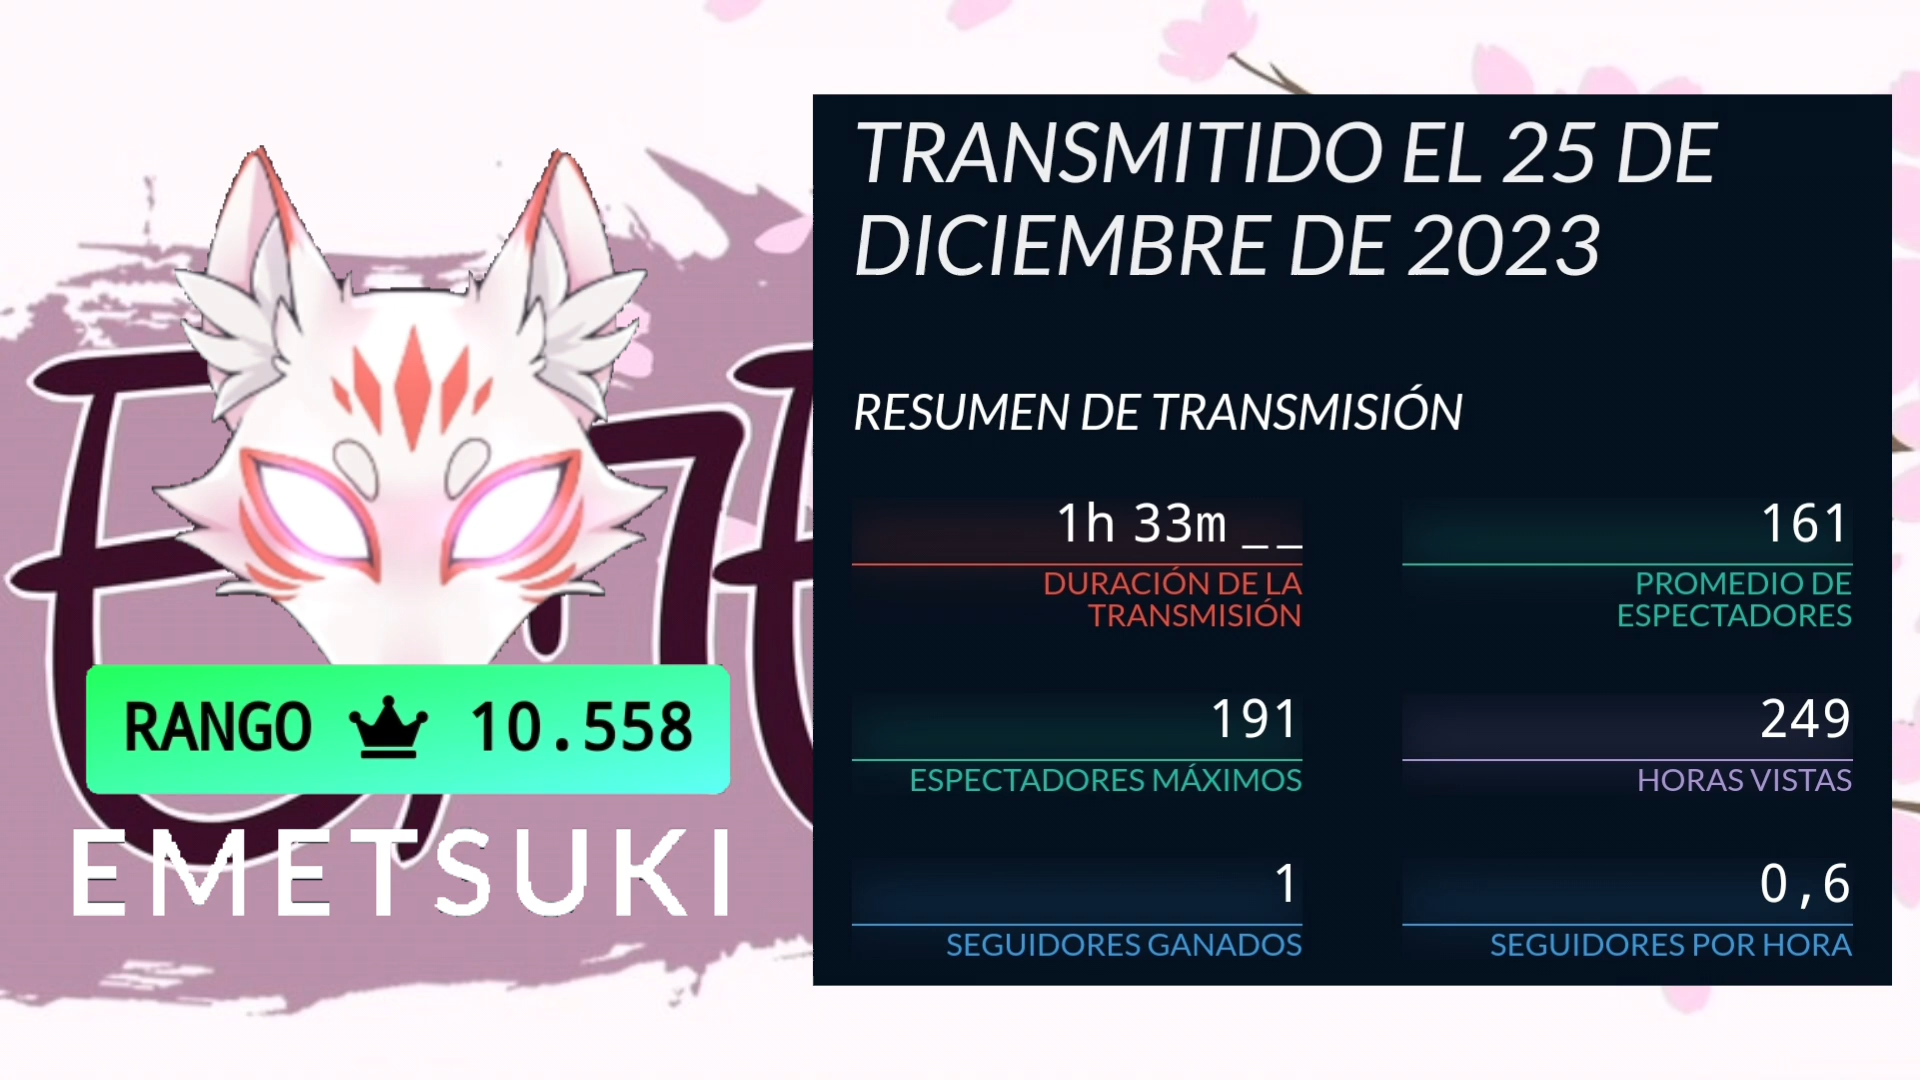 TRANSMITIDO EL 25 DE
DICIEMBRE DE 2023
RESUMEN DE TRANSMISIÓN
1h 33m _ _
DURACIÓN DE LA
TRANSMISIÓN
161
PROMEDIO DE
ESPECTADORES
191
ESPECTADORES MÁXIMOS
249
HORAS VISTAS
1
SEGUIDORES GANADOS
0,6
SEGUIDORES POR HORA
RANGO 10.558
EMETSUKI